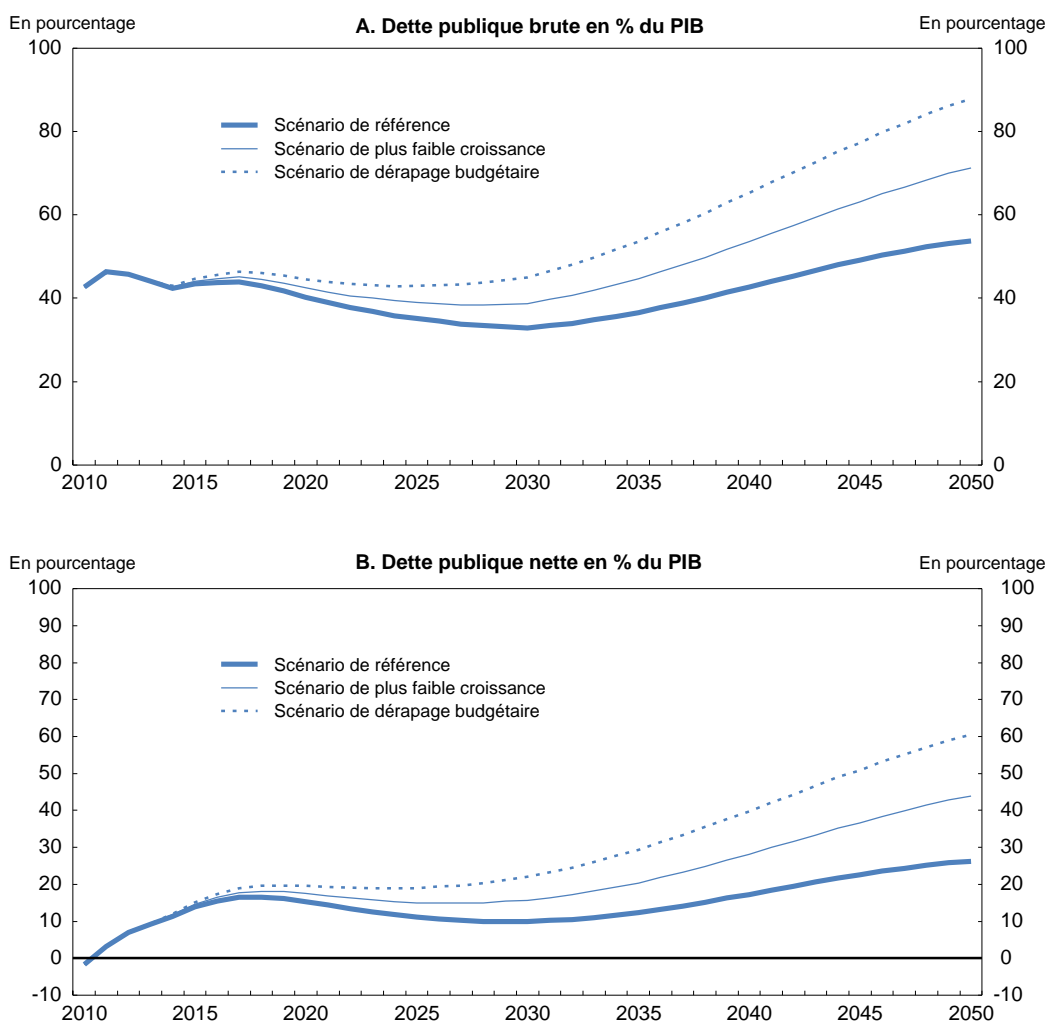 A. Dette publique brute en % du PIB
En pourcentage En pourcentage
100 100
80 80
60 60
40 40
20 20
0 0
Scénario de référence
Scénario de plus faible croissance
Scénario de dérapage budgétaire
2010 2015 2020 2025 2030 2035 2040 2045 2050
B. Dette publique nette en % du PIB
En pourcentage En pourcentage
100 100
90 90
80 80
70 70
60 60
50 50
40 40
30 30
20 20
10 10
0 0
-10 -10
Scénario de référence
Scénario de plus faible croissance
Scénario de dérapage budgétaire
2010 2015 2020 2025 2030 2035 2040 2045 2050